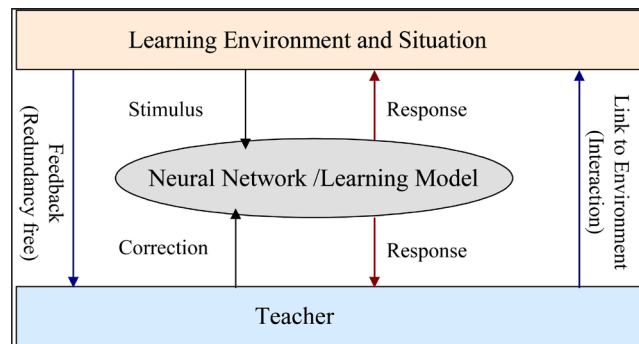 Learning Environment and Situation
Stimulus
Response
Feedback
(Redundancy free)
Neural Network /Learning Model
Link to Environment
(Interaction)
Correction
Response
Teacher